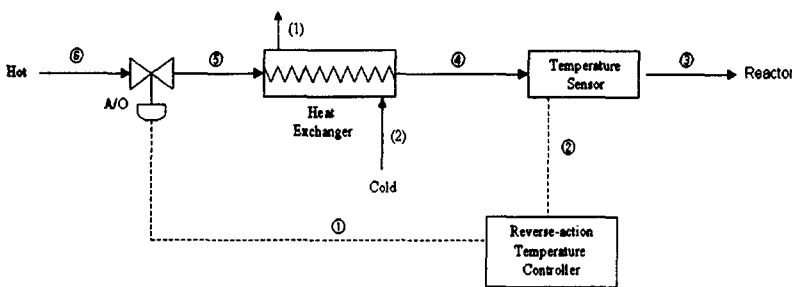 (1)
⑥
⑤
④
③
Hot
Temperature
Sensor
Reactor
A/O
Heat
Exchanger
(2)
②
Cold
①
Reverse-action
Temperature
Controller